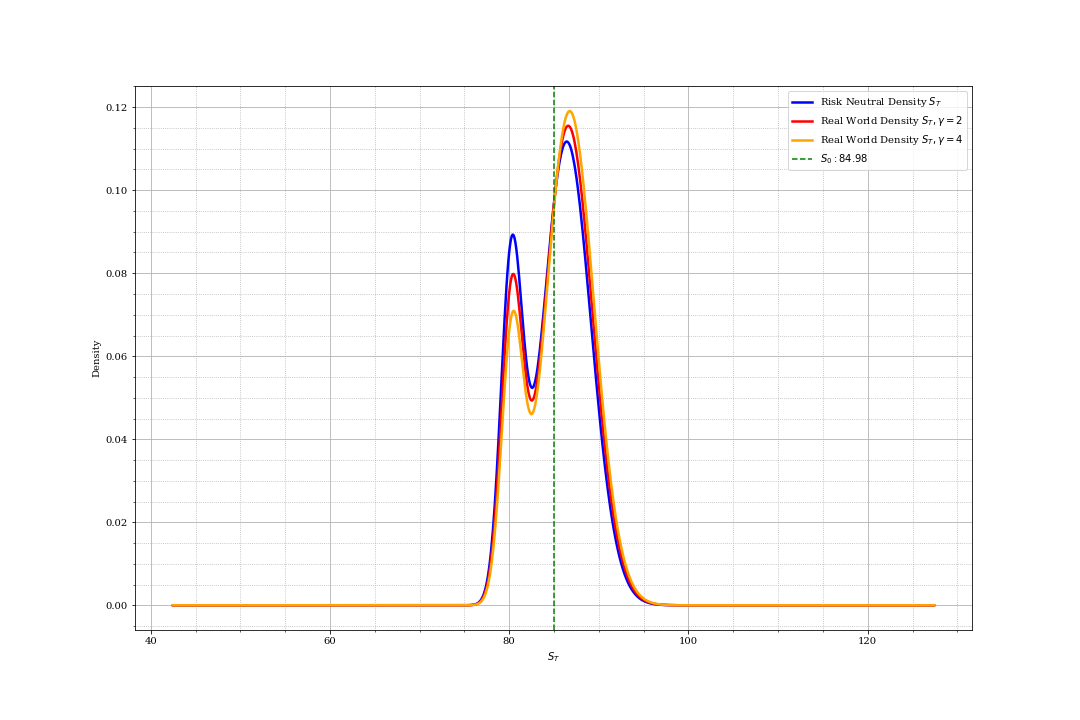 Risk Neutral Density $S_T$
Real World Density $S_T, \gamma = 2$
Real World Density $S_T, \gamma = 4$
$S_0 : 84.98$
0.12
0.10
0.08
0.06
0.04
0.02
0.00
Density
40 60 80 100 120
$S_T$